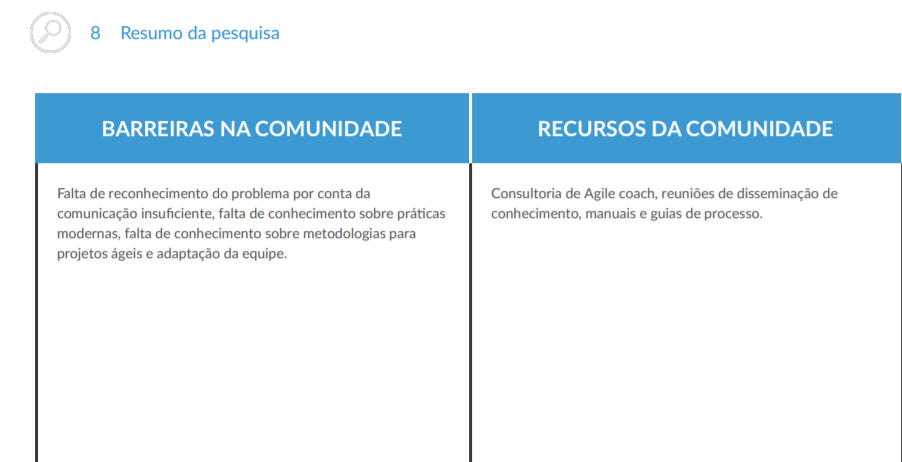 8 Resumo da pesquisa
BARREIRAS NA COMUNIDADE
Falta de reconhecimento do problema por conta da
comunicação insuficiente, falta de conhecimento sobre práticas
modernas, falta de conhecimento sobre metodologias para
projetos ágeis e adaptação da equipe.
RECURSOS DA COMUNIDADE
Consultoria de Agile coach, reuniões de disseminação de
conhecimento, manuais e guias de processo.